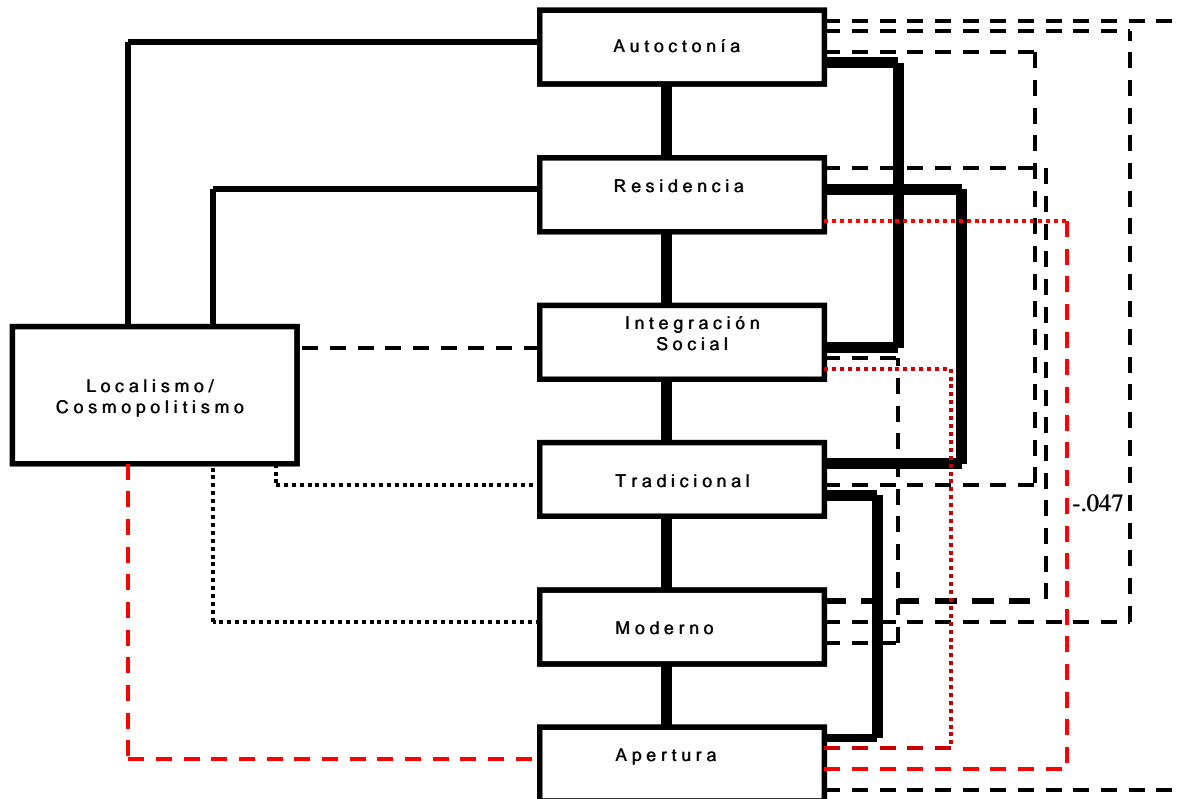 Autoctonía
Residencia
Integración
Social
Localismo/
Cosmopolitismo
Tradicional
-.047
Moderno
Apertura